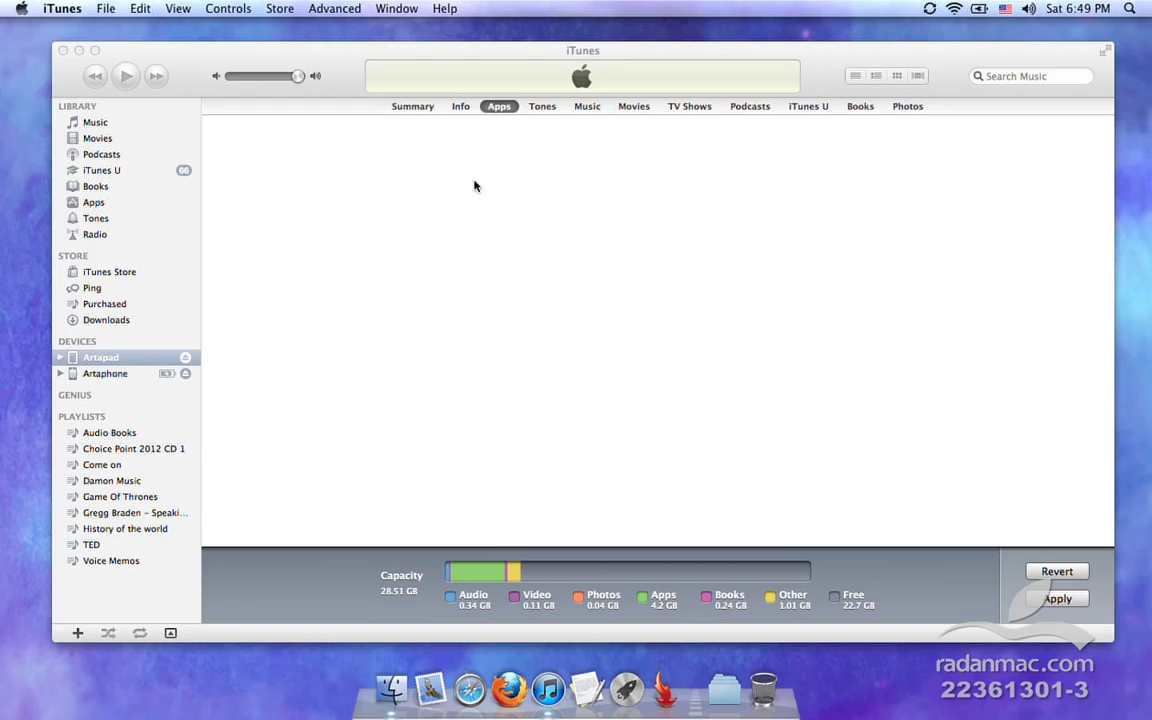 iTunes File Edit View Controls Store Advanced Window Help Sat 6:49 PM
iTunes
Search Music
Summary Info Apps Tones Music Movies TV Shows Podcasts iTunes U Books Photos
LIBRARY
Music
Movies
Podcasts
iTunes U 66
Books
Apps
Tones
Radio
STORE
iTunes Store
Ping
Purchased
Downloads
DEVICES
Artapad
Artaphone
GENIUS
PLAYLISTS
Audio Books
Choice Point 2012 CD 1
Come on
Damon Music
Game Of Thrones
Gregg Braden – Speaki...
History of the world
TED
Voice Memos
Capacity
28.51 GB
Audio Video Photos Apps Books Other Free
0.34 GB 0.11 GB 0.04 GB 4.2 GB 0.24 GB 1.01 GB 22.7 GB
Revert
Apply
radanmac.com
22361301-3